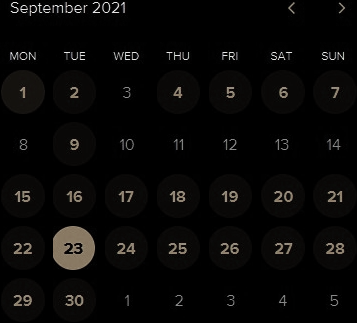 September 2021
MON TUE WED THU FRI SAT SUN
1 2 3 4 5 6 7
8 9 10 11 12 13 14
15 16 17 18 19 20 21
22 23 24 25 26 27 28
29 30 1 2 3 4 5